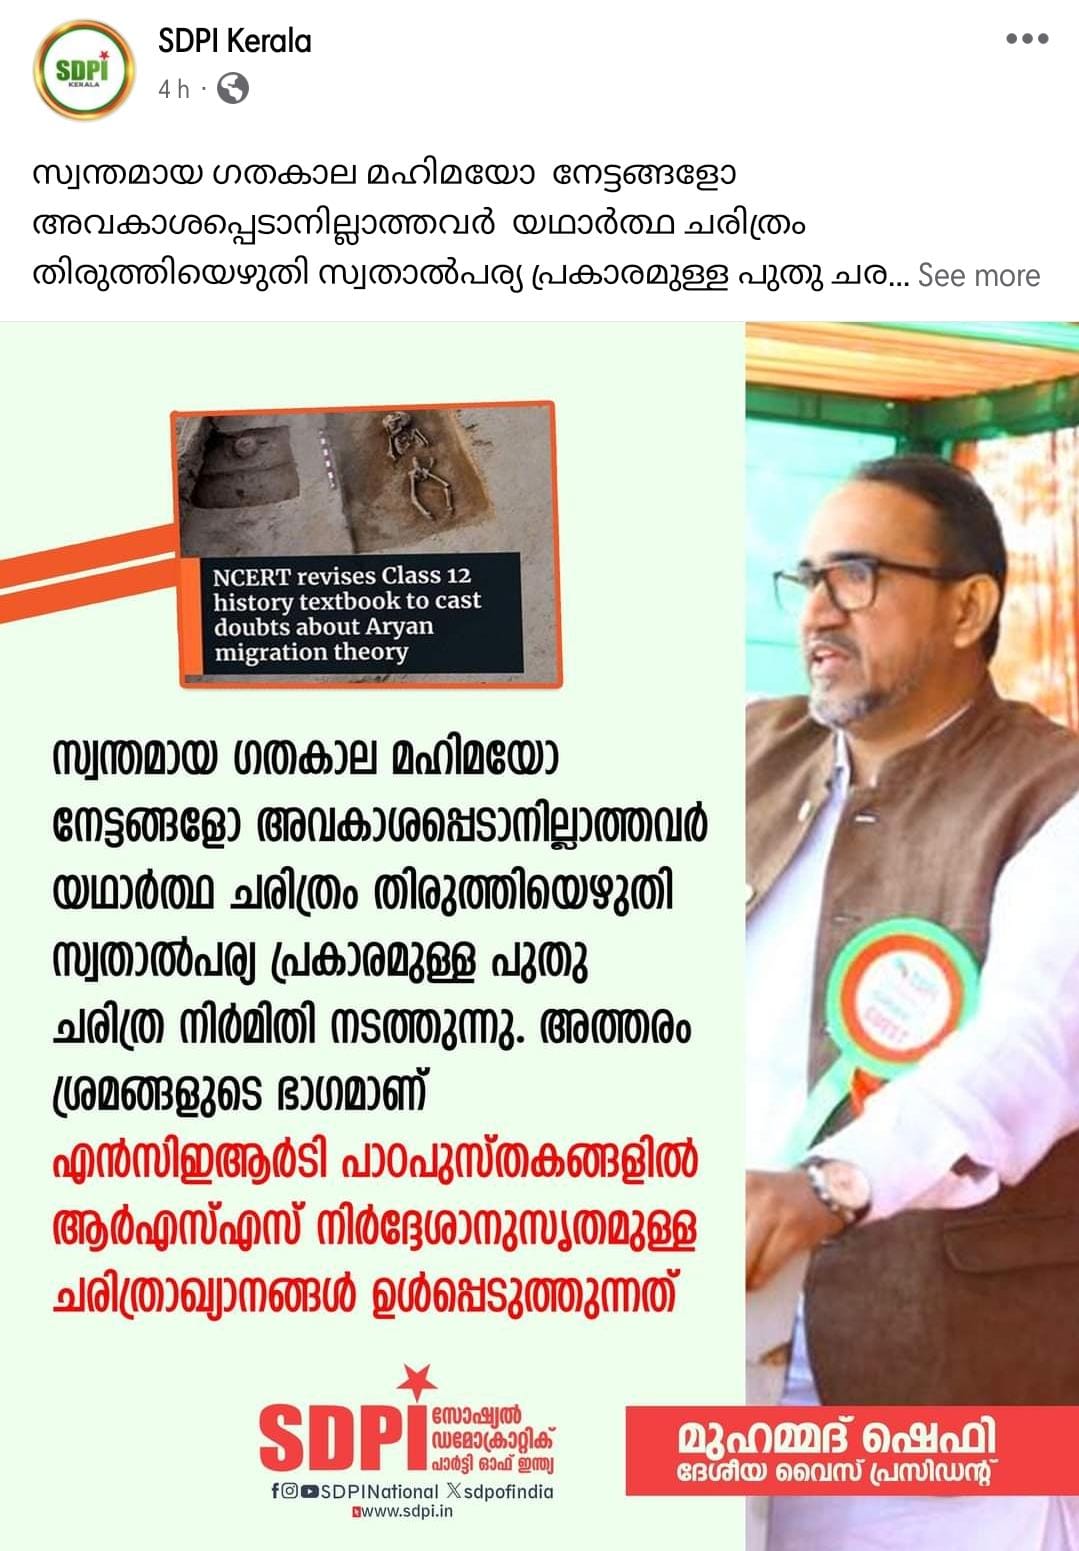 SDPI Kerala
4 h ·
സ്വന്തമായ ഗതകാല മഹിമയോ നേട്ടങ്ങളോ
അവകാശപ്പെടാനില്ലാത്തവർ യഥാർത്ഥ ചരിത്രം
തിരുത്തിയെഴുതി സ്വതാൽപര്യ പ്രകാരമുള്ള പുതു ചര... See more
SDPI
KERALA
NCERT revises Class 12
history textbook to cast
doubts about Aryan
migration theory
സ്വന്തമായ ഗതകാല മഹിമയോ
നേട്ടങ്ങളോ അവകാശപ്പെടാനില്ലാത്തവർ
യഥാർത്ഥ ചരിത്രം തിരുത്തിയെഴുതി
സ്വതാൽപര്യ പ്രകാരമുള്ള പുതു
ചരിത്ര നിർമിതി നടത്തുന്നു. അത്തരം
ശ്രമങ്ങളുടെ ഭാഗമാണ്
എൻസിഇആർടി പാഠപുസ്തകങ്ങളിൽ
ആർഎസ്എസ് നിർദ്ദേശാനുസൃതമുള്ള
ചരിത്രാഖ്യാനങ്ങൾ ഉൾപ്പെടുത്തുന്നത്
SDPI
സോഷ്യൽ
ഡമോക്രാറ്റിക്
പാർട്ടി ഓഫ് ഇന്ത്യ
SDPINational X sdpofindia
www.sdpi.in
മുഹമ്മദ് ഷെഫി
ദേശീയ വൈസ് പ്രസിഡന്റ്